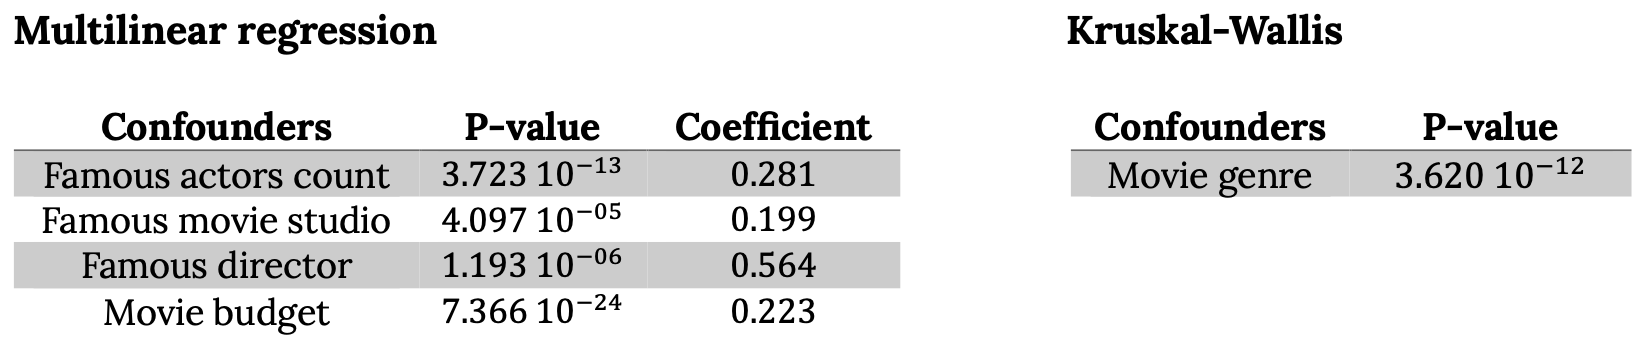 Multilinear regression
Confounders P-value Coefficient
Famous actors count 3.723 10⁻¹³ 0.281
Famous movie studio 4.097 10⁻⁰⁵ 0.199
Famous director 1.193 10⁻⁰⁶ 0.564
Movie budget 7.366 10⁻²⁴ 0.223
Kruskal-Wallis
Confounders P-value
Movie genre 3.620 10⁻¹²